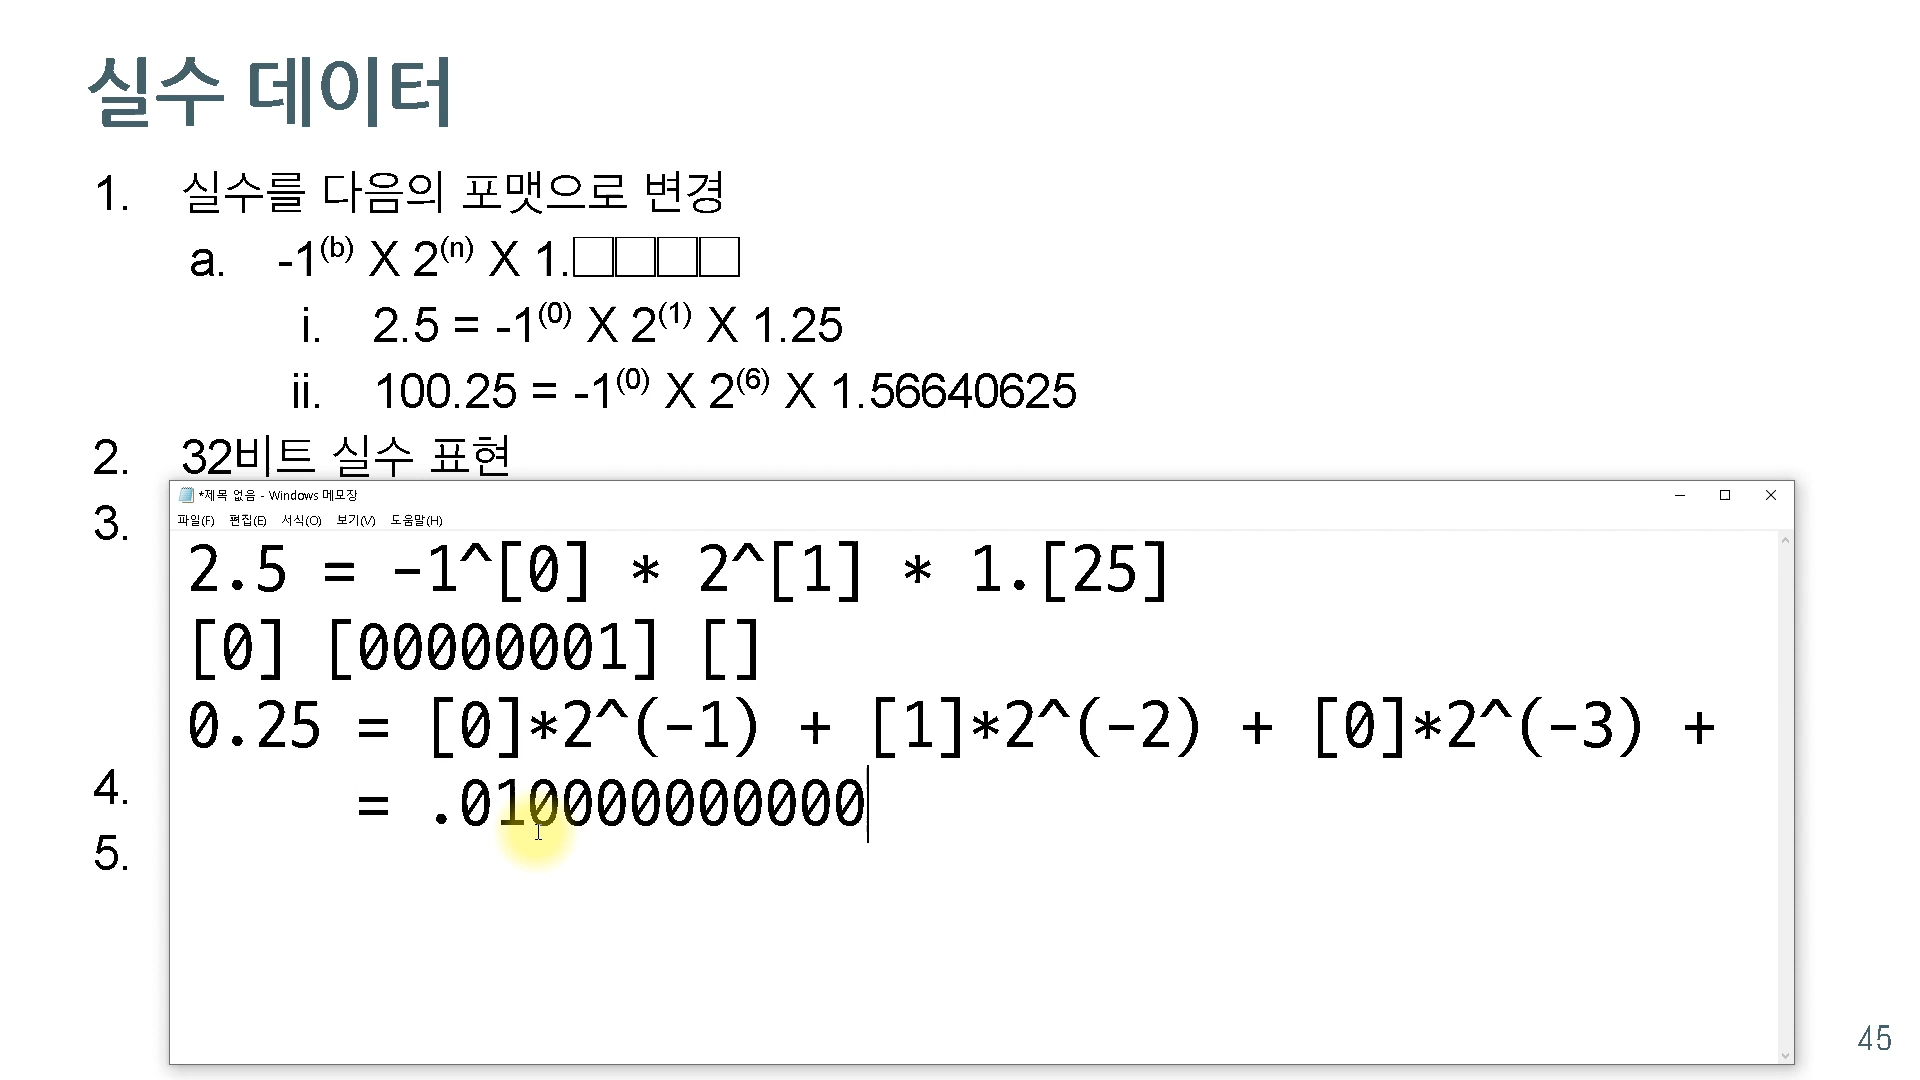 실수 데이터
1. 실수를 다음의 포맷으로 변경
a. -1(b) X 2(n) X 1.□□□□
i. 2.5 = -1(0) X 2(1) X 1.25
ii. 100.25 = -1(0) X 2(6) X 1.56640625
2. 32비트 실수 표현
3.
*제목 없음 - Windows 메모장
파일(F) 편집(E) 서식(O) 보기(V) 도움말(H)
2.5 = -1^[0] * 2^[1] * 1.[25]
[0] [00000001] []
0.25 = [0]*2^(-1) + [1]*2^(-2) + [0]*2^(-3) +
= .010000000000
4.
5.
45